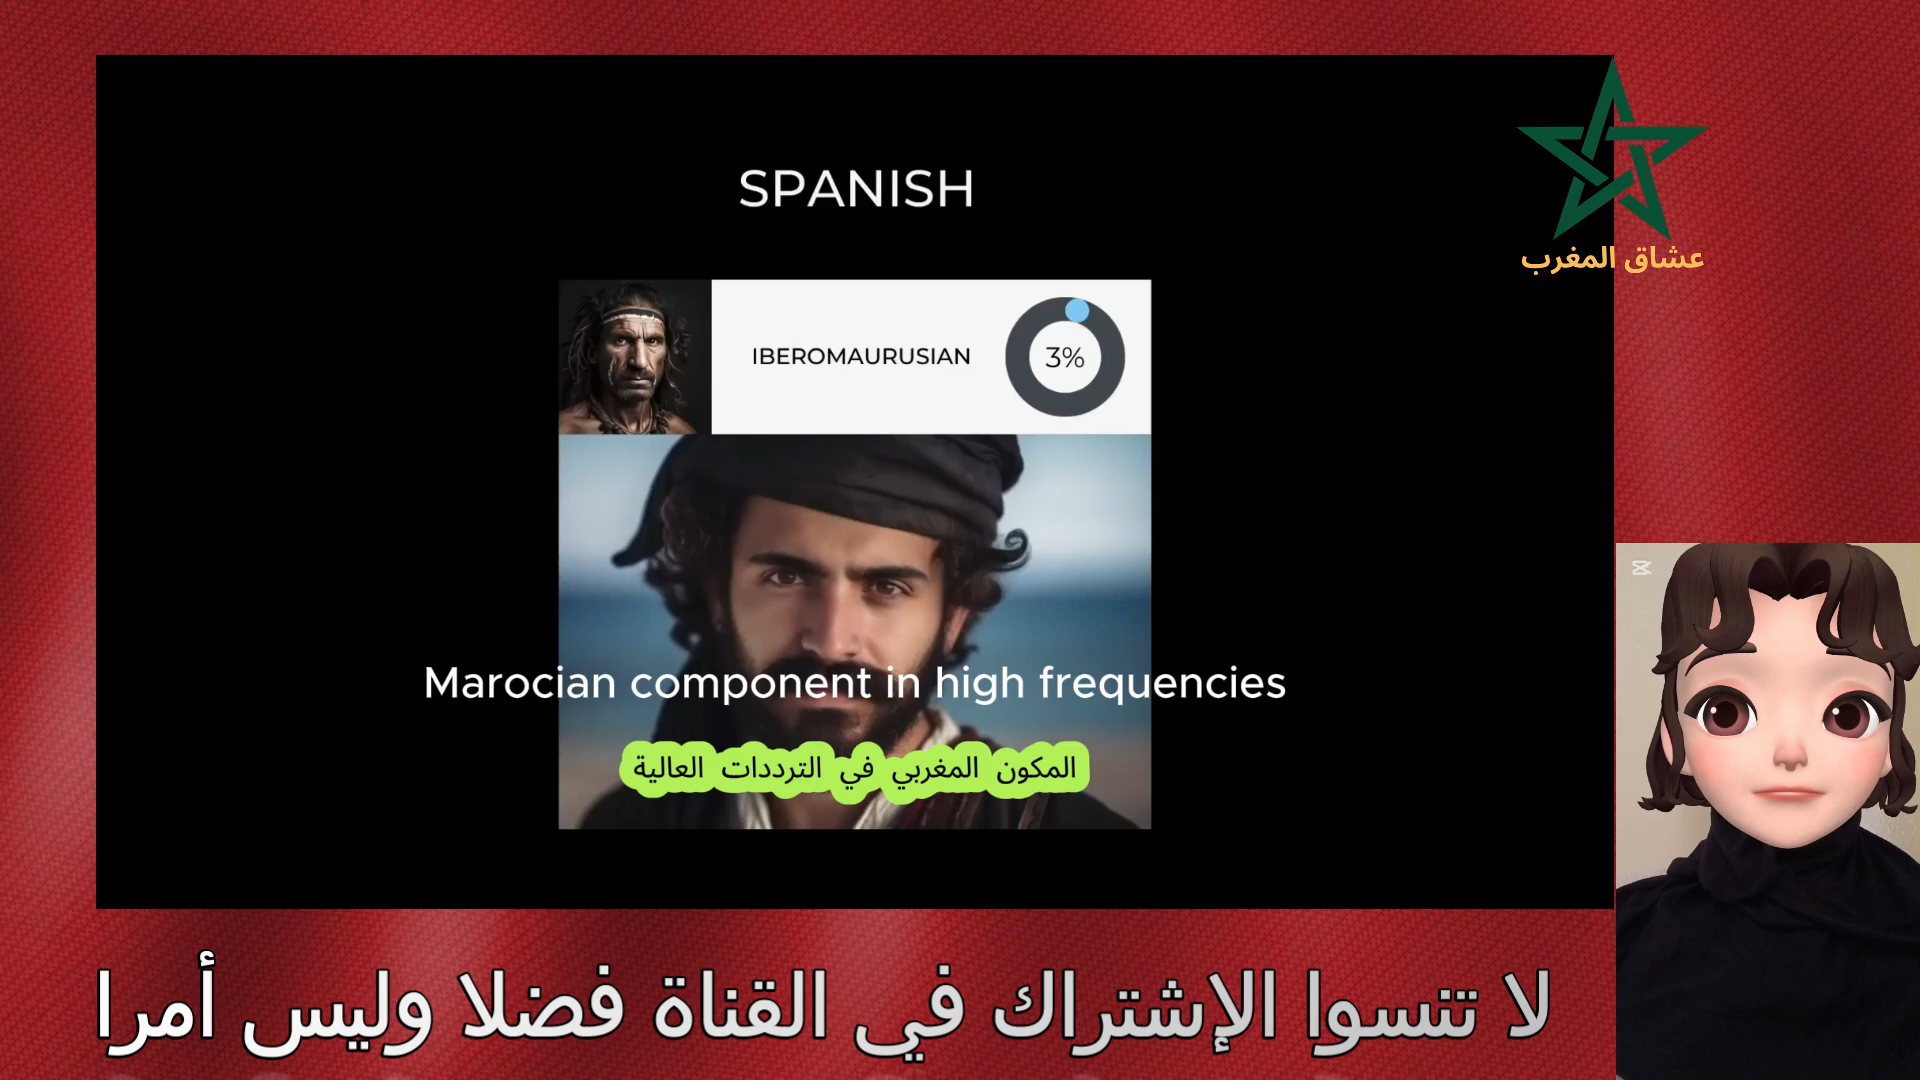 SPANISH
عشاق المغرب
IBEROMAURUSIAN
3%
Marocian component in high frequencies
المكون المغربي في الترددات العالية
لا تنسوا الإشتراك في القناة فضلا وليس أمرا